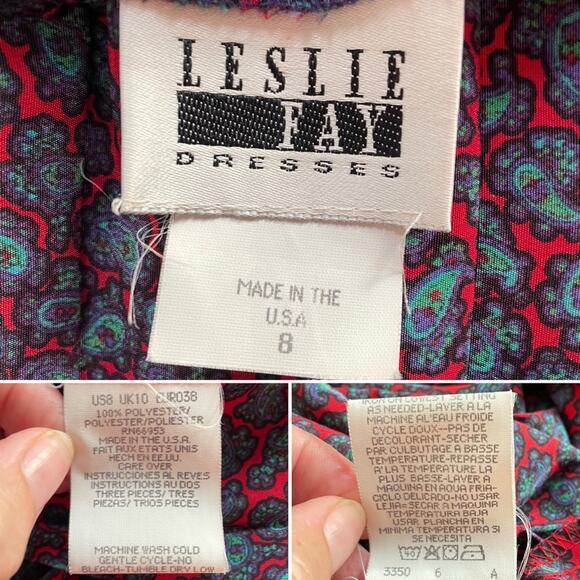 LESLIE
FAY
DRESSES
MADE IN THE
U.S.A
8
US8 UK10 EURO38
100% POLYESTER/
POLYESTER/POLIESTER
RN66953
MADE IN U.S.A.
FAIT AUX ETATS UNIS
HECHO EN EE.UU.
CARE OVER
INSTRUCCIONES AL REVES
INSTRUCTIONS AU DOS
THREE PIECES/ TRES
PIEZAS/ TROIS PIECES
MACHINE WASH COLD
GENTLE CYCLE-NO
BLEACH-TUMBLE DRY LOW
IRON ON LOWEST SETTING
AS NEEDED-LAVER A LA
MACHINE AL/EAU FROIDE
CYCLE DOUX-PAS DE
DECOLORANT-SECHER
PAR CULBUTAGE A BASSE
TEMPERATURE-REPASSE
A'LA TEMPERATURE LA
PLUS BASSE-LAVER A
MAQUINA EN AQUA FRIA-
CICLO DELICADO-NO USAR
LEJIA-SECAR A MAQUINA
TEMPERATURA BAJA
USAR PLANCHA EN
MINIMA TEMPERATURA SI
SE NECESITA
3350 6 A